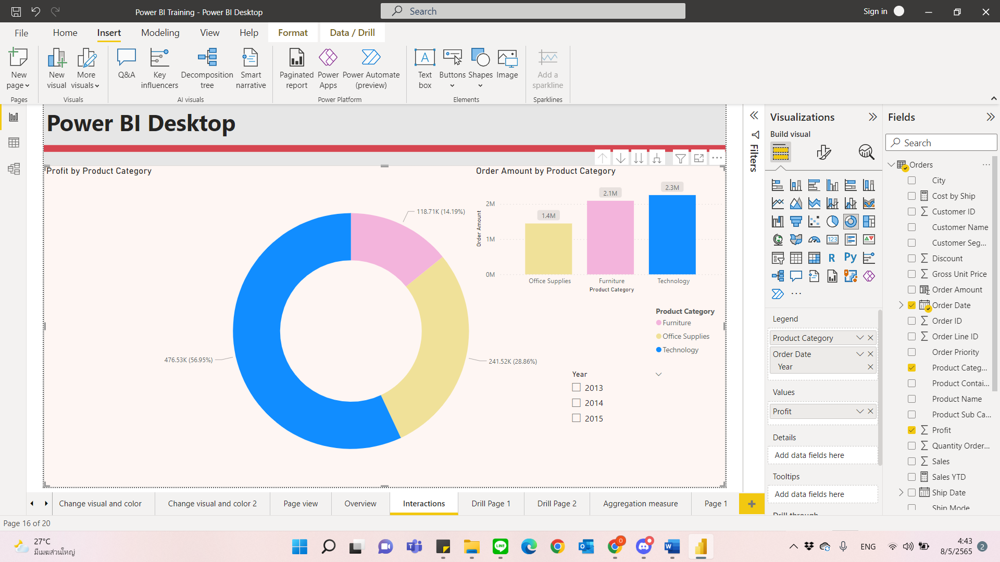 Power BI Training - Power BI Desktop
Search
Sign in
File
Home
Insert
Modeling
View
Help
Format
Data / Drill
New page
New visual
More visuals
Q&A
Key influencers
Decomposition tree
Smart narrative
Paginated report
Power Apps
Power Automate (preview)
Text box
Buttons
Shapes
Image
Add a sparkline
Pages
Visuals
AI visuals
Power Platform
Elements
Sparklines
Power BI Desktop
Profit by Product Category
118.71K (14.19%)
476.53K (56.95%)
241.52K (28.86%)
Order Amount by Product Category
Order Amount
2M
1M
0M
1.4M
2.1M
2.3M
Office Supplies
Furniture
Technology
Product Category
Product Category
Furniture
Office Supplies
Technology
Year
2013
2014
2015
Filters
Visualizations
Build visual
123
R
Py
Legend
Product Category
Order Date
Year
Values
Profit
Details
Add data fields here
Tooltips
Add data fields here
Drill through
Fields
Search
Orders
City
Cost by Ship
Customer ID
Customer Name
Customer Seg...
Discount
Gross Unit Price
Order Amount
Order Date
Order ID
Order Line ID
Order Priority
Product Categ...
Product Contai...
Product Name
Product Sub Ca...
Profit
Quantity Order...
Sales
Sales YTD
Ship Date
Ship Mode
Change visual and color
Change visual and color 2
Page view
Overview
Interactions
Drill Page 1
Drill Page 2
Aggregation measure
Page 1
Page 16 of 20
27°C
มีเมฆส่วนใหญ่
LINE
0
ENG
4:43
8/5/2565
2